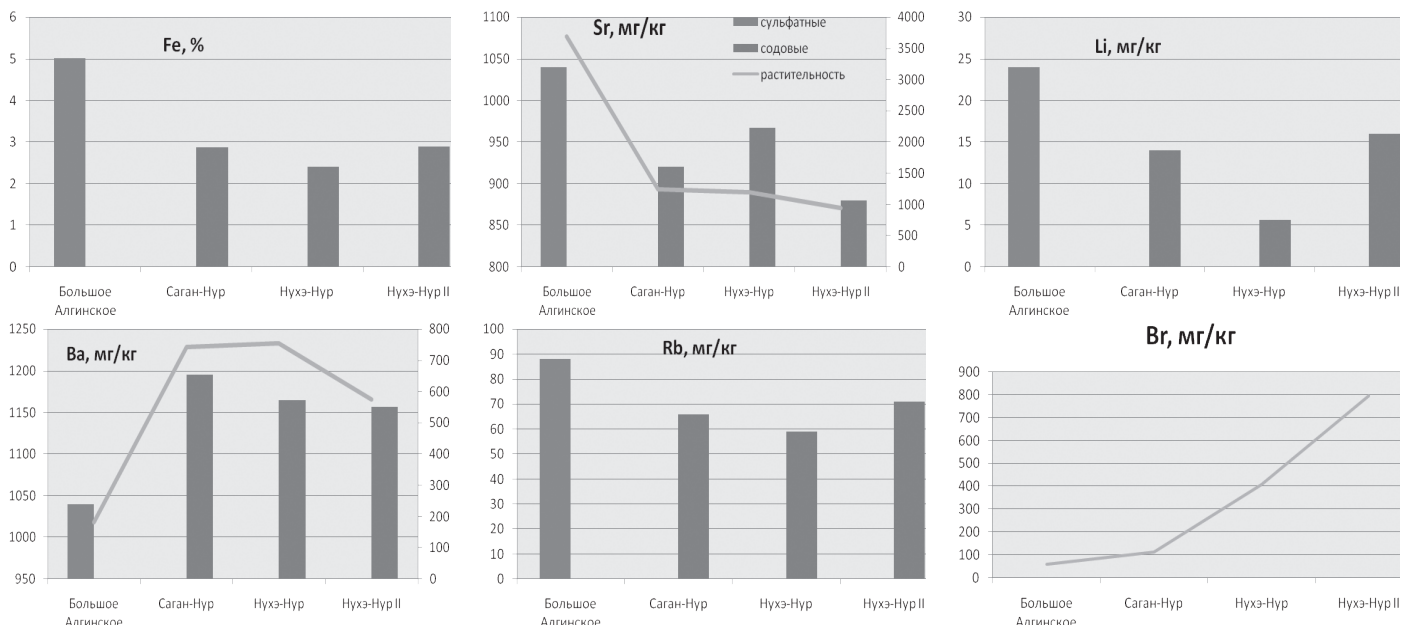 Fe, %
6
5
4
3
2
1
0
Большое
Алгинское
Саган-Нур
Нухэ-Нур
Нухэ-Нур II
Sr, мг/кг
сульфатные
содовые
растительность
1100
1050
1000
950
900
850
800
4000
3500
3000
2500
2000
1500
1000
500
0
Большое
Алгинское
Саган-Нур
Нухэ-Нур
Нухэ-Нур II
Li, мг/кг
30
25
20
15
10
5
0
Большое
Алгинское
Саган-Нур
Нухэ-Нур
Нухэ-Нур II
Ba, мг/кг
1250
1200
1150
1100
1050
1000
950
800
700
600
500
400
300
200
100
0
Большое
Алгинское
Саган-Нур
Нухэ-Нур
Нухэ-Нур II
Rb, мг/кг
100
90
80
70
60
50
40
30
20
10
0
Большое
Алгинское
Саган-Нур
Нухэ-Нур
Нухэ-Нур II
Br, мг/кг
900
800
700
600
500
400
300
200
100
0
Большое
Алгинское
Саган-Нур
Нухэ-Нур
Нухэ-Нур II